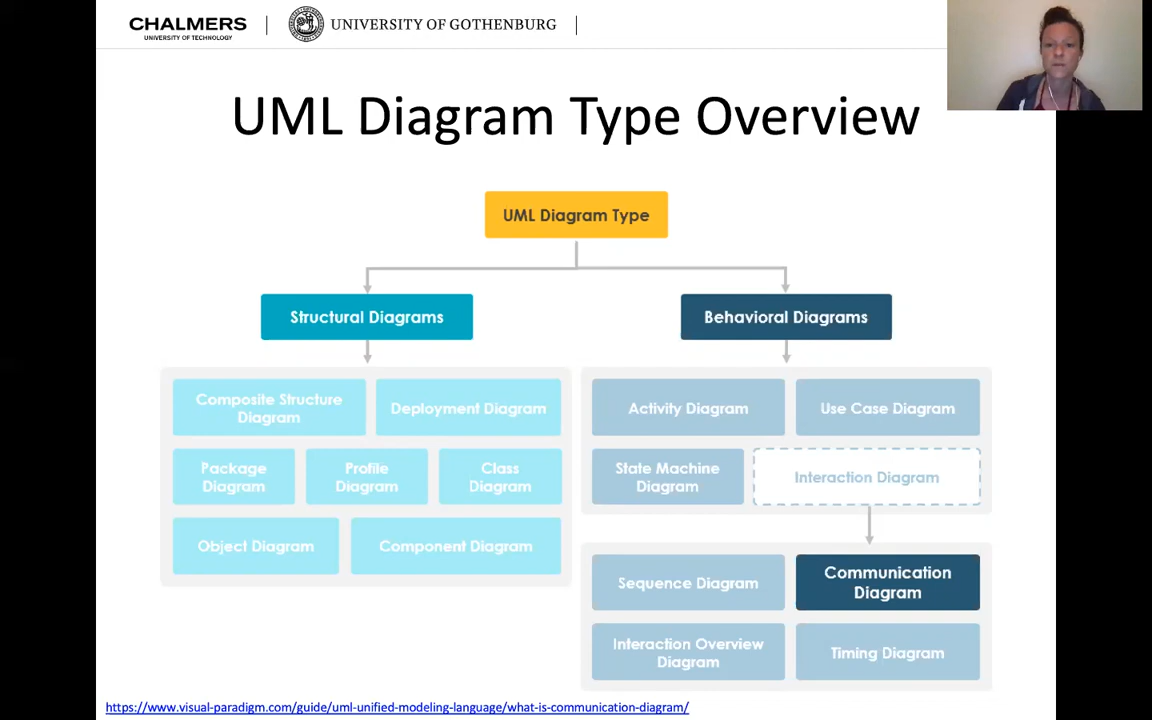 CHALMERS
UNIVERSITY OF TECHNOLOGY
UNIVERSITY OF GOTHENBURG
UML Diagram Type Overview
UML Diagram Type
Structural Diagrams
Behavioral Diagrams
Composite Structure
Diagram
Deployment Diagram
Package
Diagram
Profile
Diagram
Class
Diagram
Object Diagram
Component Diagram
Activity Diagram
Use Case Diagram
State Machine
Diagram
Interaction Diagram
Sequence Diagram
Communication
Diagram
Interaction Overview
Diagram
Timing Diagram
https://www.visual-paradigm.com/guide/uml-unified-modeling-language/what-is-communication-diagram/